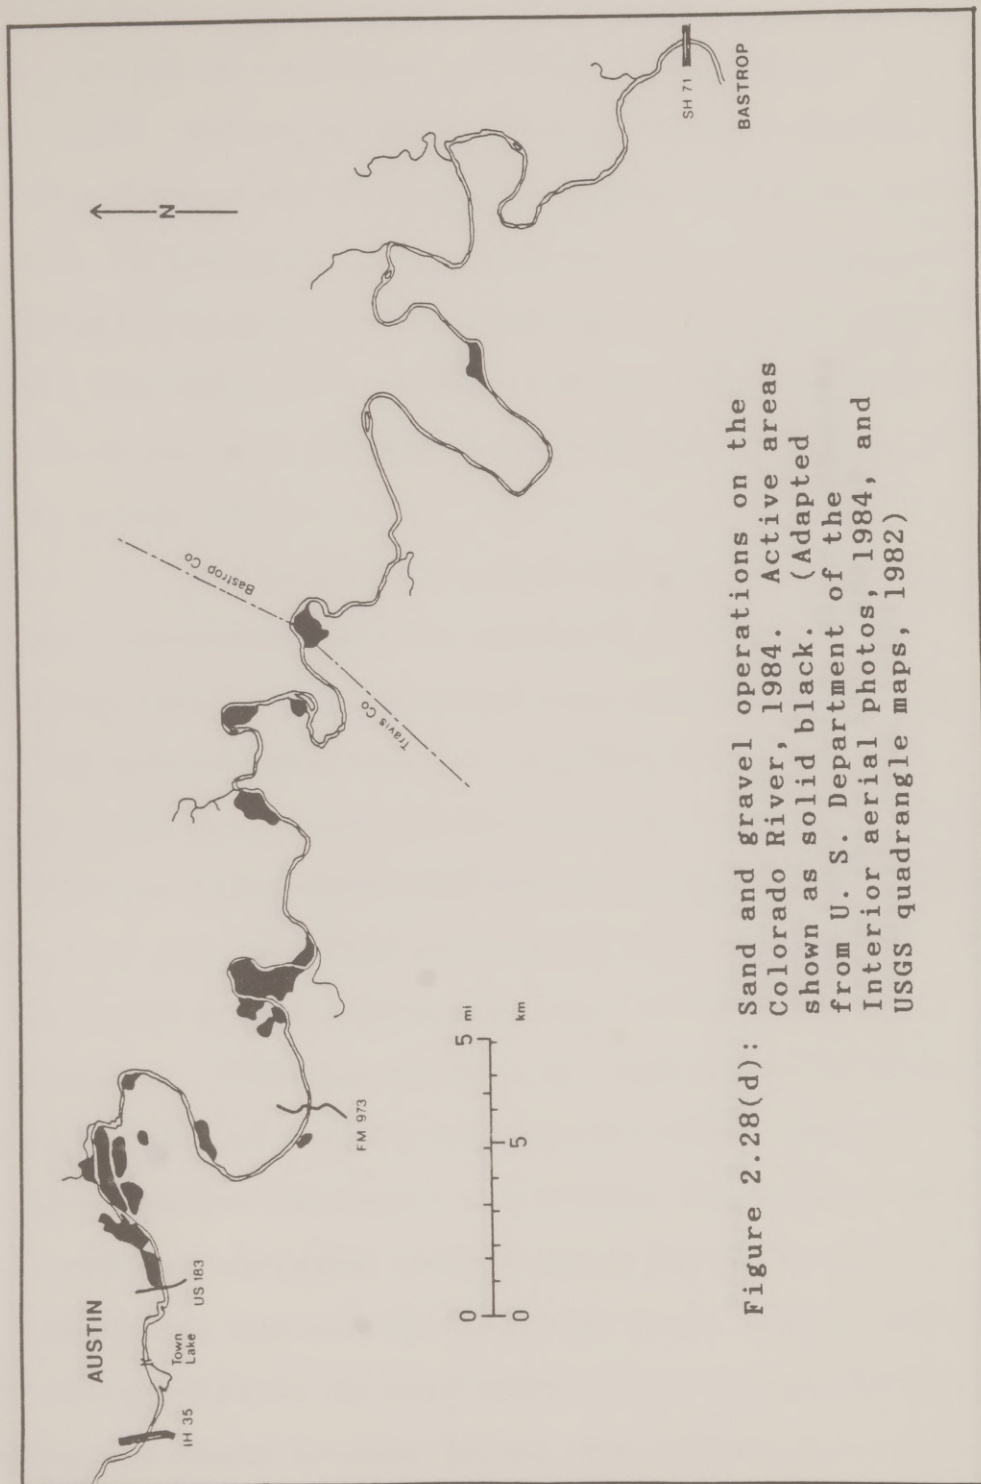 AUSTIN
IH 35
Town
Lake
US 183
FM 973
Travis Co
Bastrop Co
N
SH 71
BASTROP
0 5 mi
0 5 km
Figure 2.28(d): Sand and gravel operations on the
Colorado River, 1984. Active areas
shown as solid black. (Adapted
from U. S. Department of the
Interior aerial photos, 1984, and
USGS quadrangle maps, 1982)